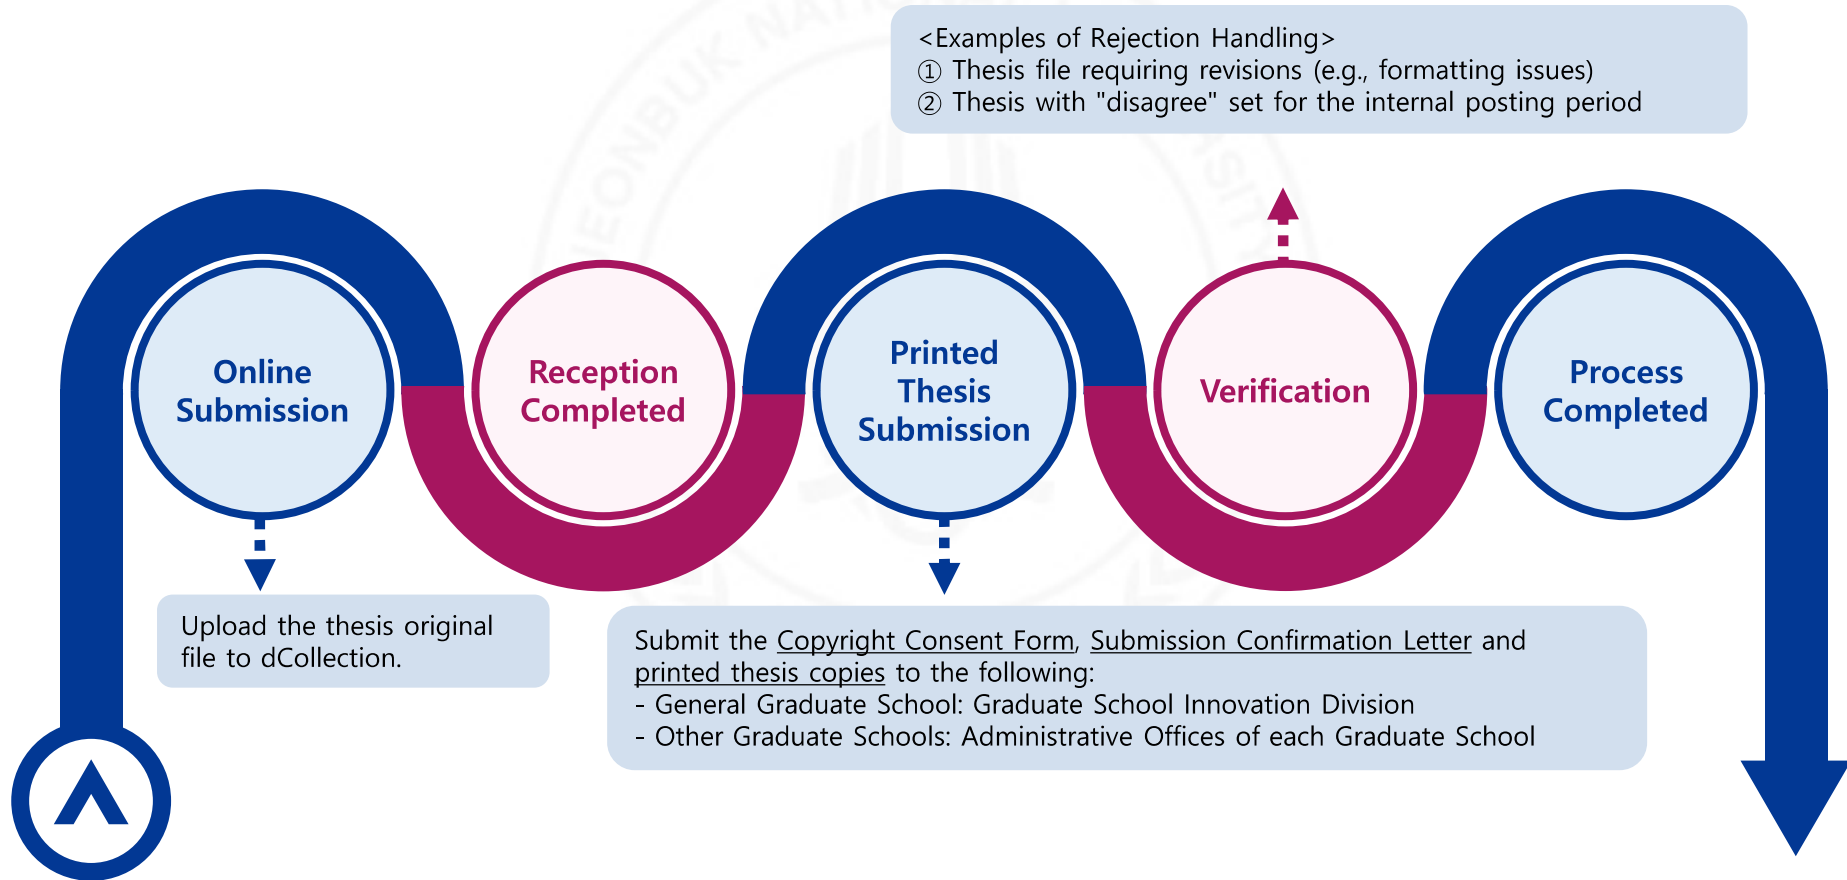 <Examples of Rejection Handling>
① Thesis file requiring revisions (e.g., formatting issues)
② Thesis with "disagree" set for the internal posting period
Online
Submission
Reception
Completed
Printed
Thesis
Submission
Verification
Process
Completed
Upload the thesis original
file to dCollection.
Submit the Copyright Consent Form, Submission Confirmation Letter and
printed thesis copies to the following:
- General Graduate School: Graduate School Innovation Division
- Other Graduate Schools: Administrative Offices of each Graduate School